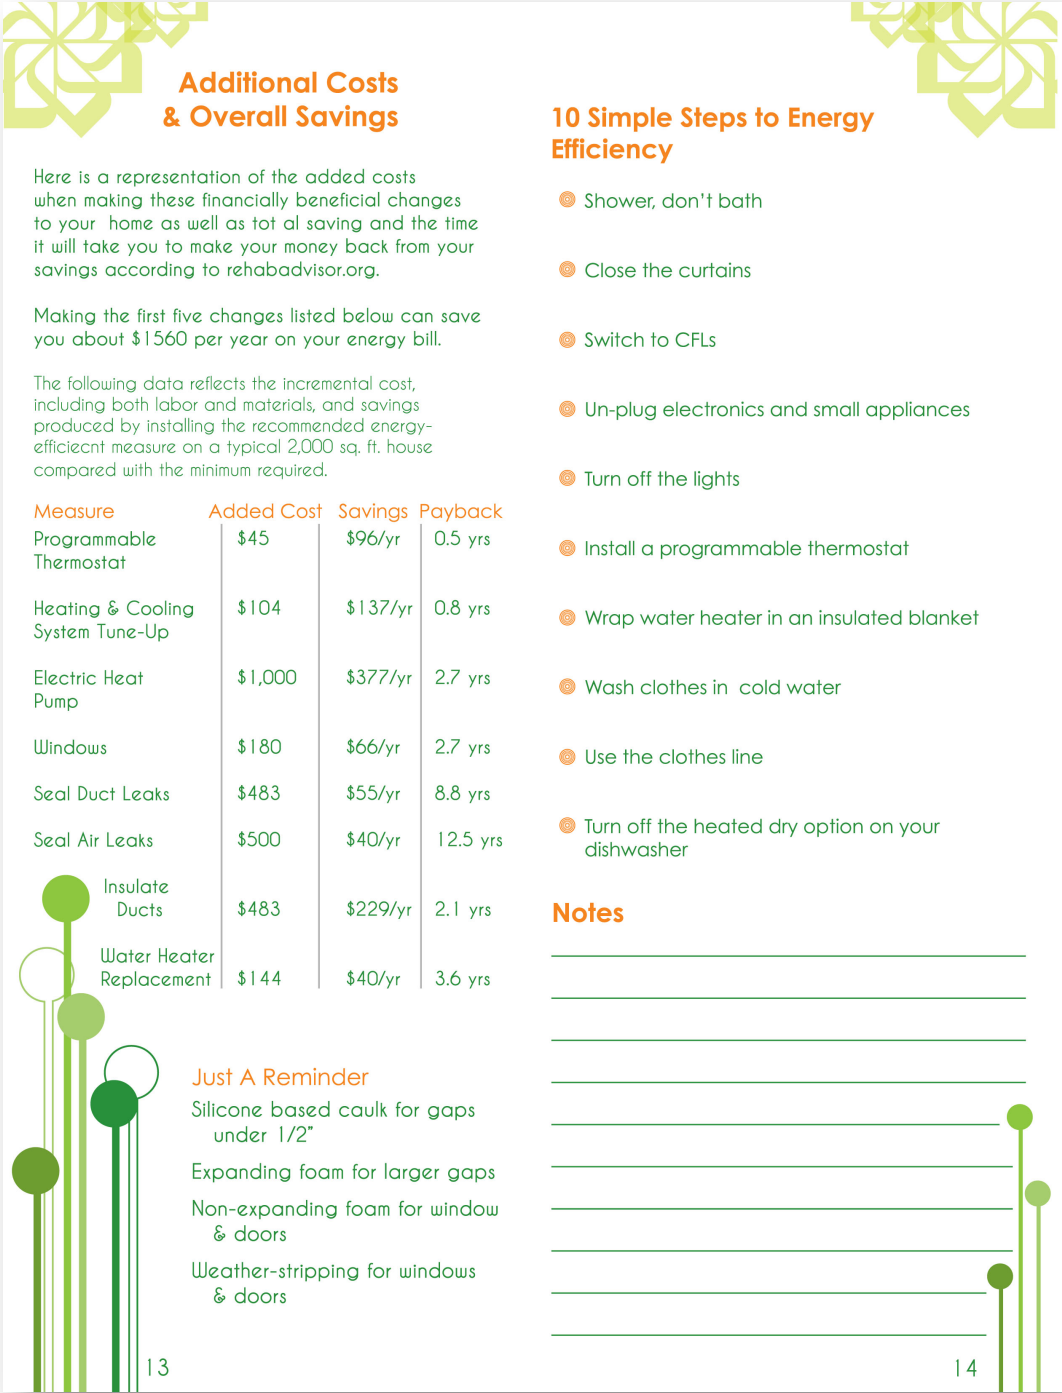 Additional Costs
& Overall Savings
Here is a representation of the added costs
when making these financially beneficial changes
to your home as well as tot al saving and the time
it will take you to make your money back from your
savings according to rehabadvisor.org.
Making the first five changes listed below can save
you about $1560 per year on your energy bill.
The following data reflects the incremental cost,
including both labor and materials, and savings
produced by installing the recommended energy-
efficiecnt measure on a typical 2,000 sq. ft. house
compared with the minimum required.
Measure Added Cost Savings Payback
Programmable $45 $96/yr 0.5 yrs
Thermostat
Heating & Cooling $104 $137/yr 0.8 yrs
System Tune-Up
Electric Heat $1,000 $377/yr 2.7 yrs
Pump
Windows $180 $66/yr 2.7 yrs
Seal Duct Leaks $483 $55/yr 8.8 yrs
Seal Air Leaks $500 $40/yr 12.5 yrs
Insulate
Ducts $483 $229/yr 2.1 yrs
Water Heater
Replacement $144 $40/yr 3.6 yrs
Just A Reminder
Silicone based caulk for gaps
under 1/2”
Expanding foam for larger gaps
Non-expanding foam for window
& doors
Weather-stripping for windows
& doors
13
10 Simple Steps to Energy
Efficiency
Shower, don’t bath
Close the curtains
Switch to CFLs
Un-plug electronics and small appliances
Turn off the lights
Install a programmable thermostat
Wrap water heater in an insulated blanket
Wash clothes in cold water
Use the clothes line
Turn off the heated dry option on your
dishwasher
Notes
14